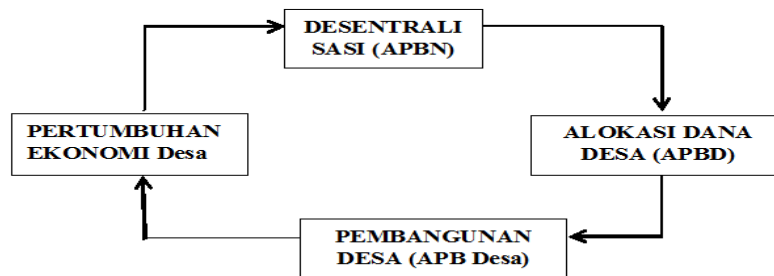 DESENTRALI
SASI (APBN)
PERTUMBUHAN
EKONOMI Desa
ALOKASI DANA
DESA (APBD)
PEMBANGUNAN
DESA (APB Desa)